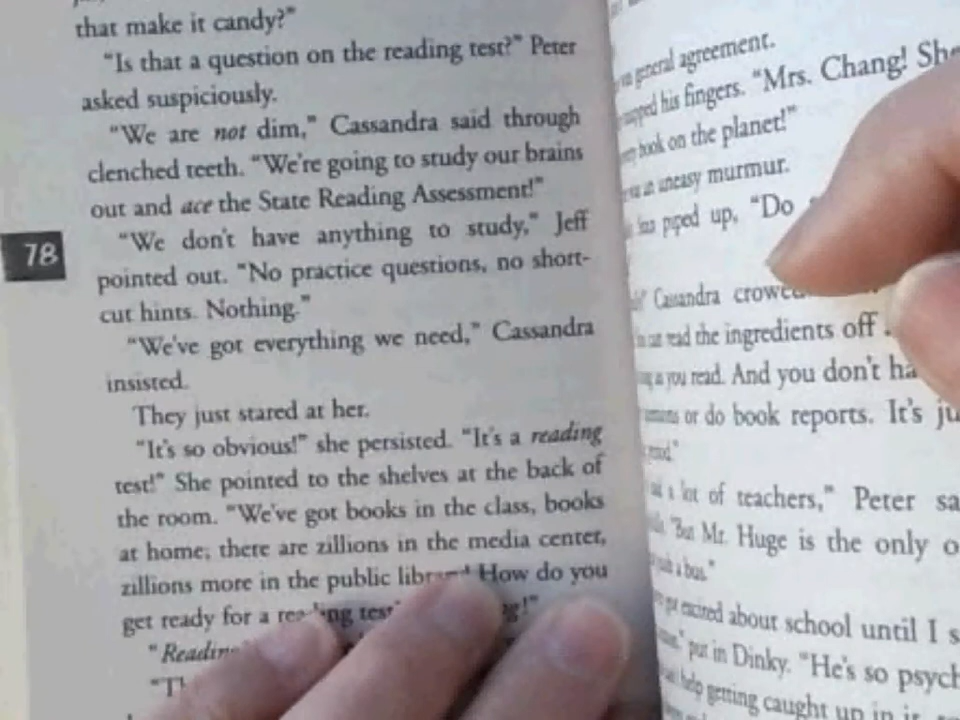 that make it candy?"
"Is that a question on the reading test?" Peter
asked suspiciously.
"We are not dim," Cassandra said through
clenched teeth. "We're going to study our brains
out and ace the State Reading Assessment!"
"We don't have anything to study," Jeff
pointed out. "No practice questions, no short-
cut hints. Nothing."
"We've got everything we need," Cassandra
insisted.
They just stared at her.
"It's so obvious!" she persisted. "It's a reading
test!" She pointed to the shelves at the back of
the room. "We've got books in the class, books
at home; there are zillions in the media center,
zillions more in the public How do you
get ready for a
78
general agreement.
his fingers. "Mrs. Chang! She
book on the planet!"
uneasy murmur.
piped up, "Do
Cassandra
read the ingredients off
as you read. And you don't
or do book reports. It's
a lot of teachers," Peter
"But Mr. Huge is the only
a bus."
excited about school until I
put in Dinky. "He's so
help getting caught up in